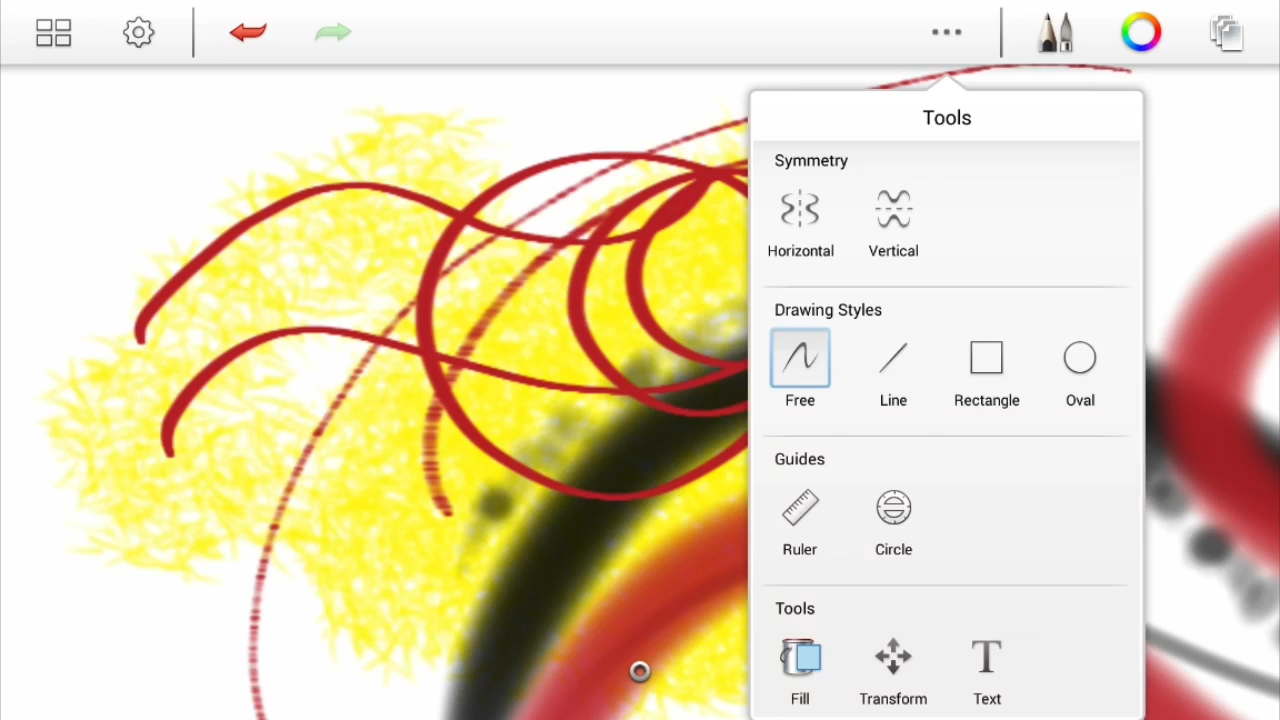 Tools
Symmetry
Horizontal Vertical
Drawing Styles
Free Line Rectangle Oval
Guides
Ruler Circle
Tools
Fill Transform Text